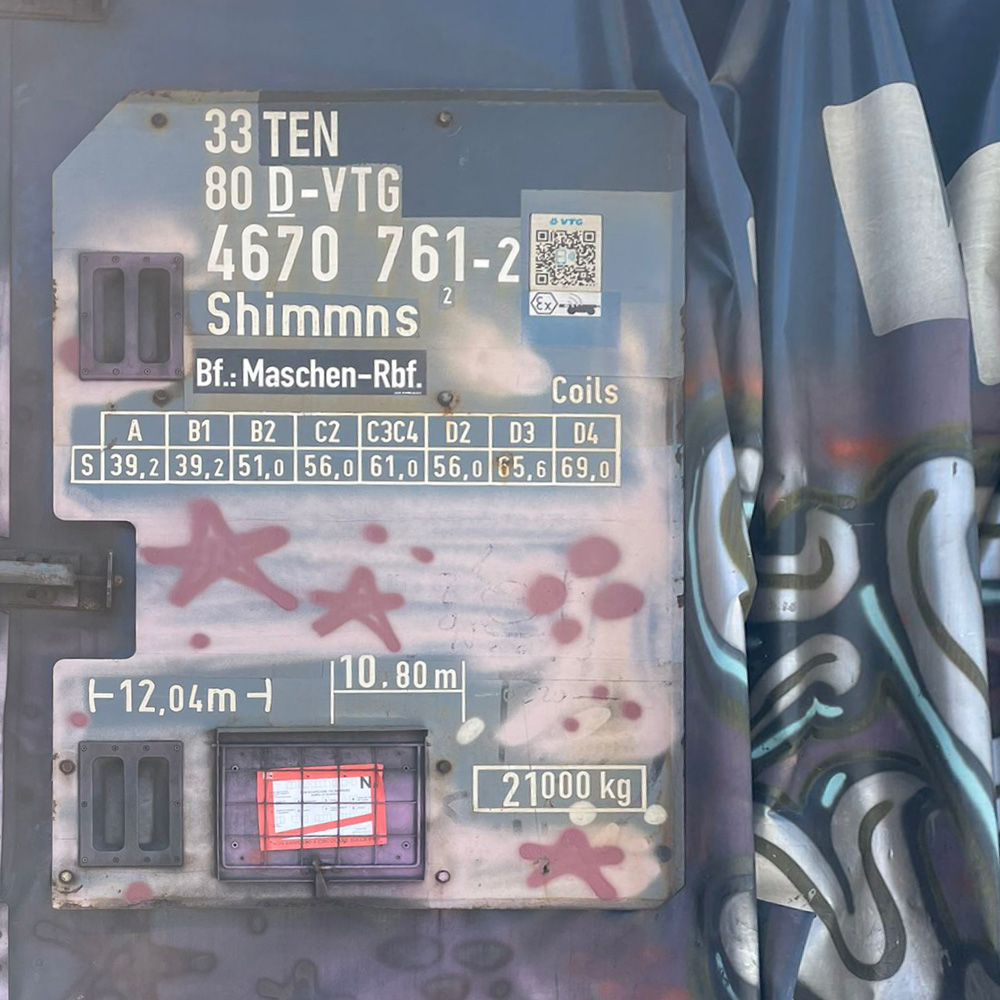 33 TEN
80 D-VTG
4670 761-2
2
Shimmns
VTG
Ex
Bf.: Maschen-Rbf.
Coils
A B1 B2 C2 C3C4 D2 D3 D4
S 39,2 39,2 51,0 56,0 61,0 56,0 65,6 69,0
12,04m
10.80m
21000 kg
N